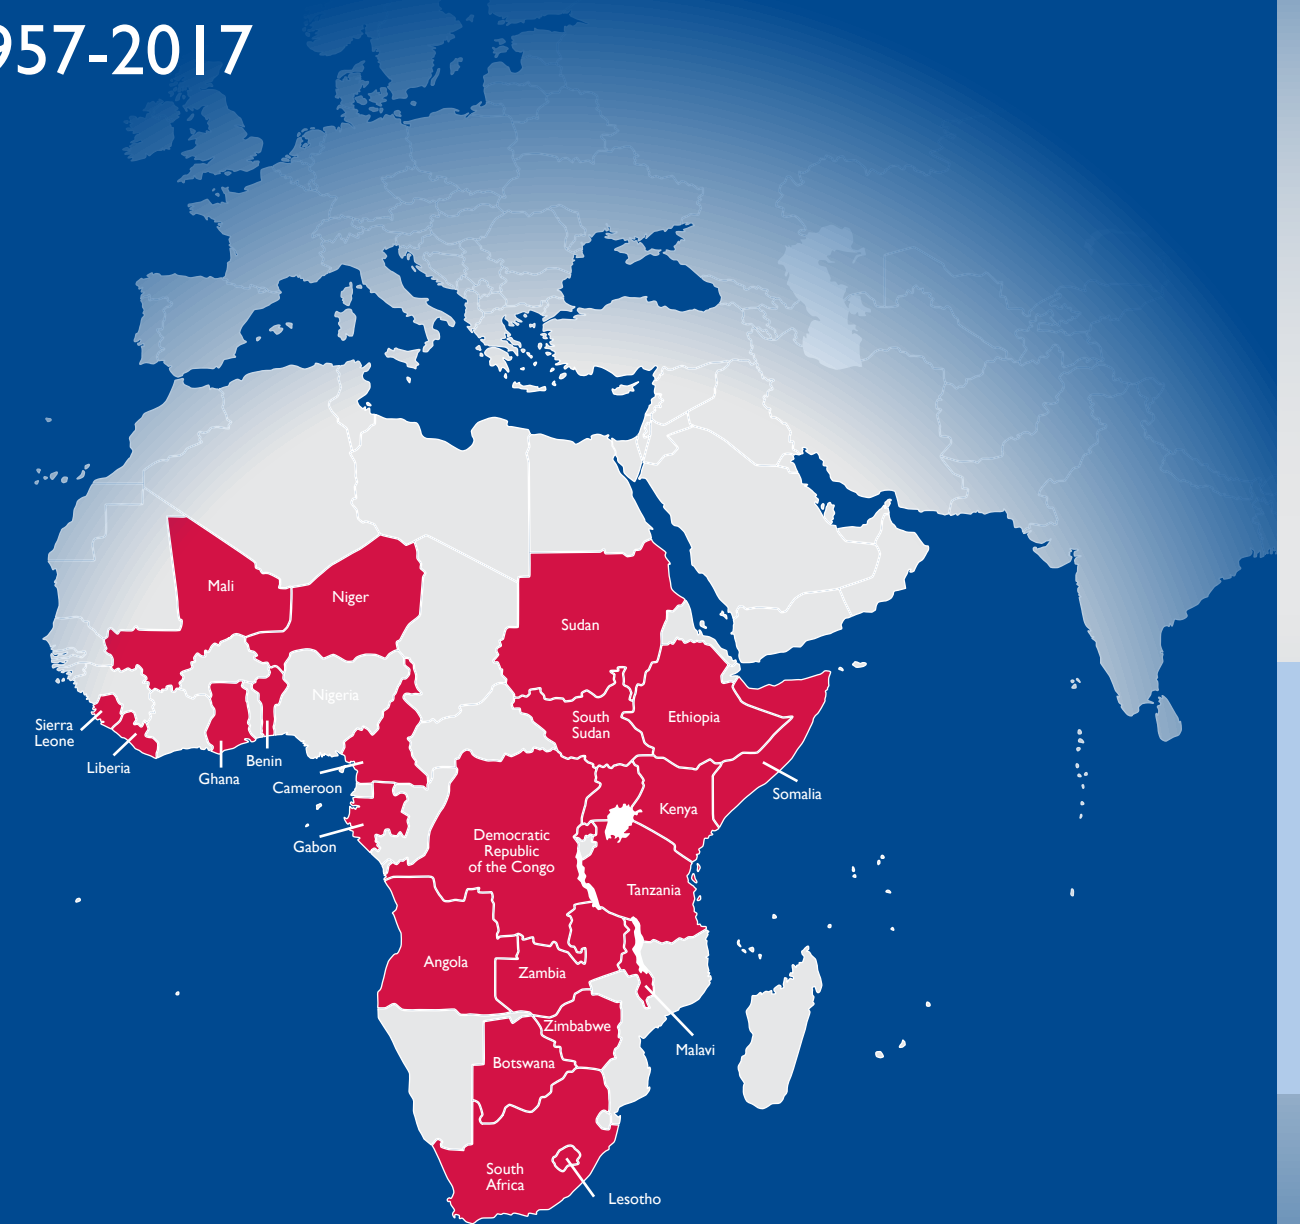 957-2017
Mali
Niger
Sudan
Nigeria
Sierra
Leone
South
Sudan
Ethiopia
Liberia
Ghana
Benin
Cameroon
Somalia
Kenya
Gabon
Democratic
Republic
of the Congo
Tanzania
Angola
Zambia
Zimbabwe
Malavi
Botswana
South
Africa
Lesotho